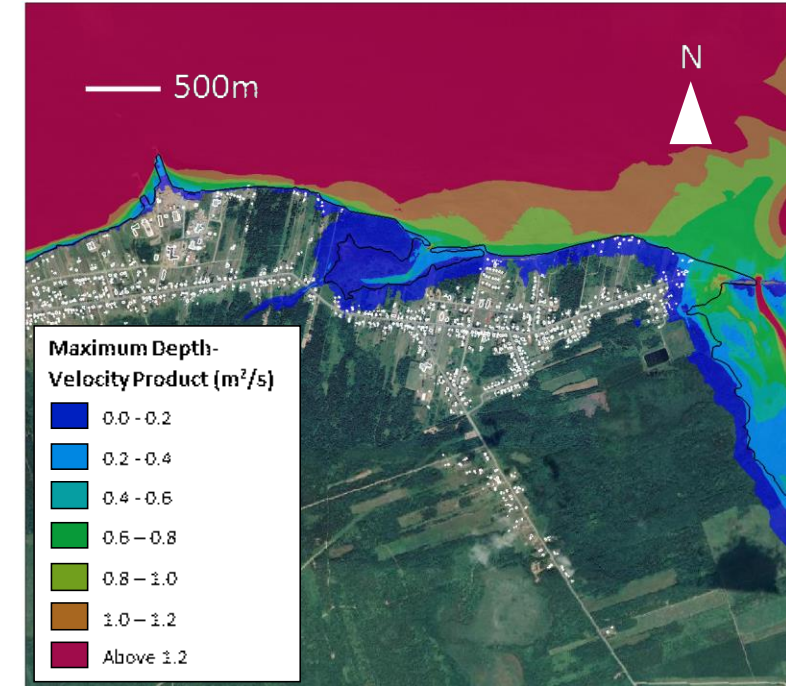 500m
N
Maximum Depth-
Velocity Product (m²/s)
0.0 - 0.2
0.2 - 0.4
0.4 - 0.6
0.6 – 0.8
0.8 – 1.0
1.0 – 1.2
Above 1.2